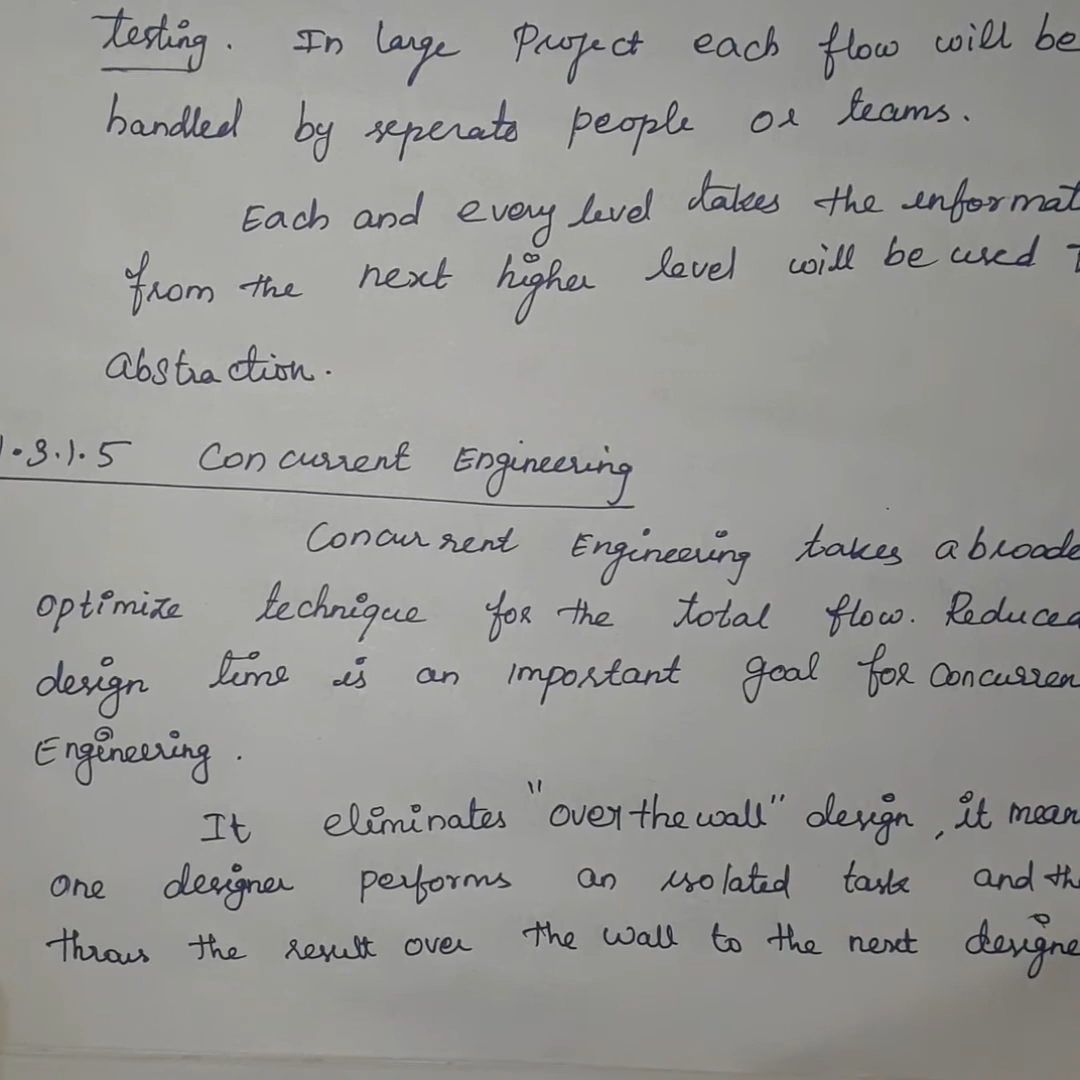 testing. In large Project each flow will be
handled by seperate people or teams.
Each and every level takes the informat
from the next higher level will be used
abstraction.
1.3.1.5 Concurrent Engineering
Concurrent Engineering takes a broade
optimize technique for the total flow. Reduced
design time is an important goal for concurren
Engineering.
It eliminates "over the wall" design, it mean
one designer performs an isolated task and th
throws the result over the wall to the next designe